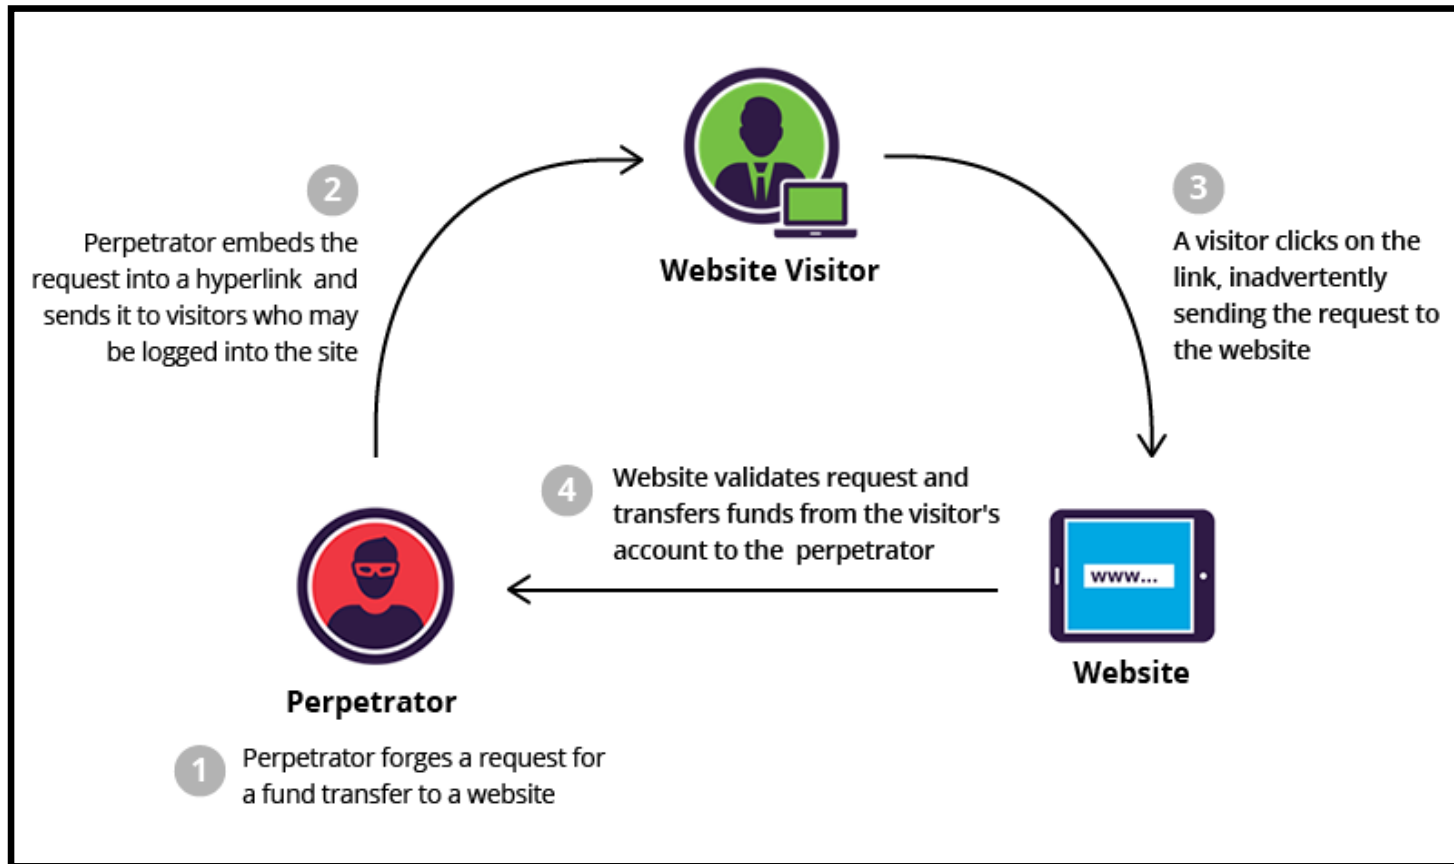 Website Visitor
2
Perpetrator embeds the
request into a hyperlink and
sends it to visitors who may
be logged into the site
3
A visitor clicks on the
link, inadvertently
sending the request to
the website
4
Website validates request and
transfers funds from the visitor's
account to the perpetrator
www...
Website
Perpetrator
1
Perpetrator forges a request for
a fund transfer to a website